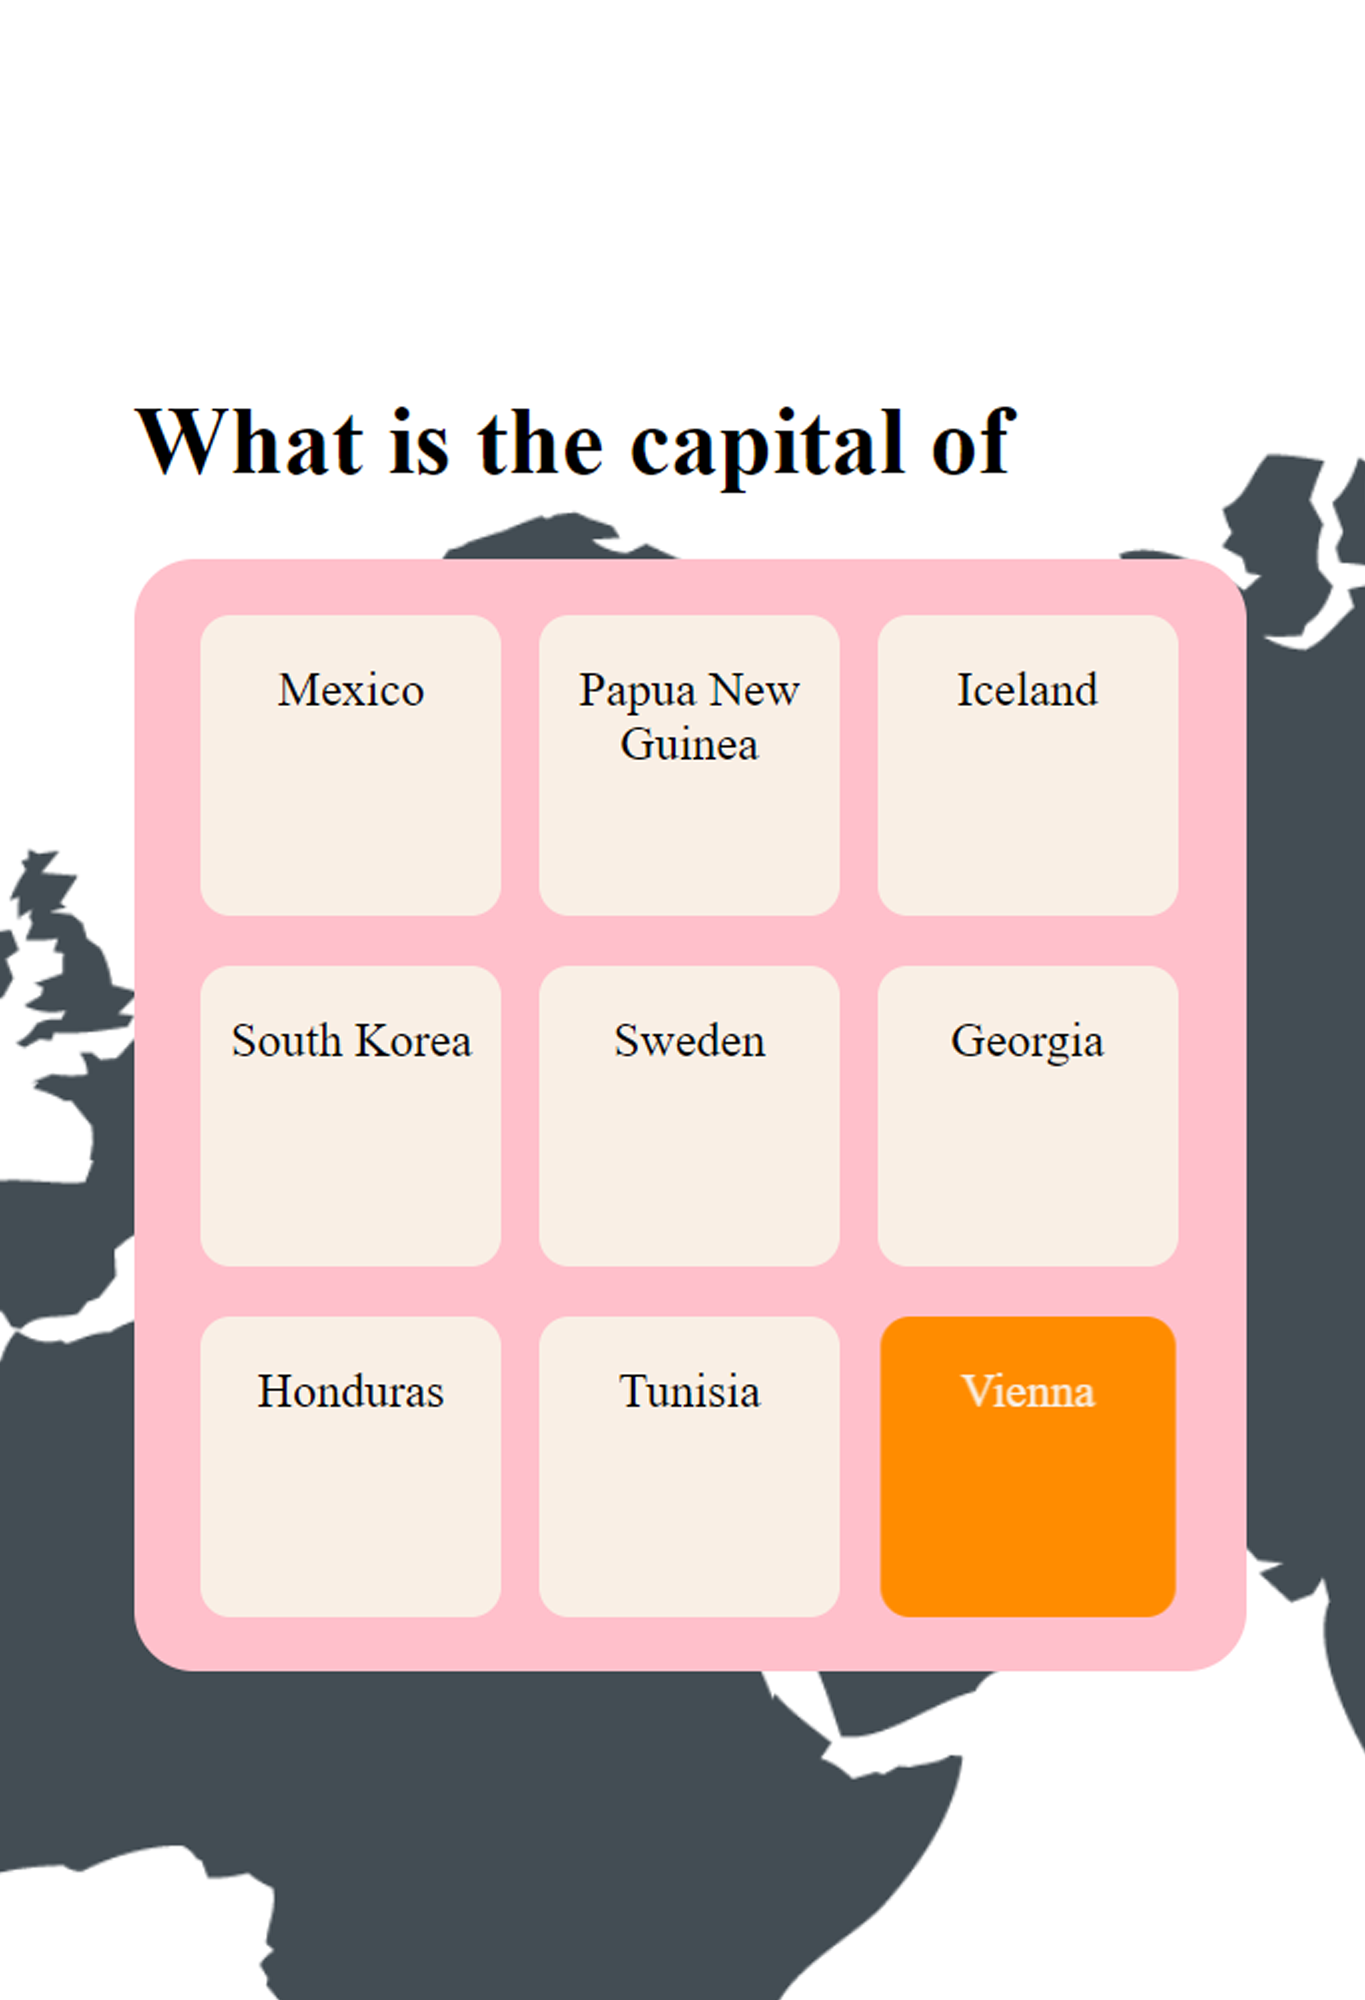 What is the capital of
Mexico
Papua New
Guinea
Iceland
South Korea
Sweden
Georgia
Honduras
Tunisia
Vienna